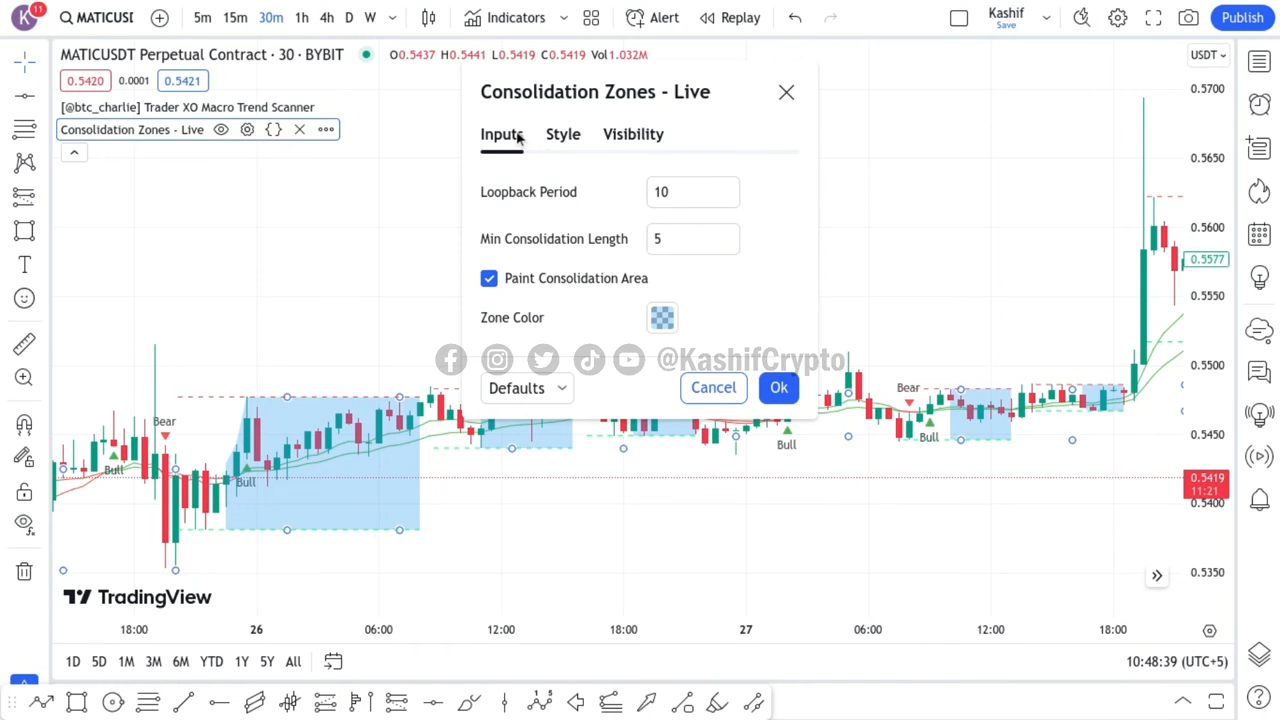 K
11
MATICUSD
5m 15m 30m 1h 4h D W
Indicators
Alert
Replay
Kashif
Save
Publish
MATICUSDT Perpetual Contract · 30 · BYBIT
O0.5437 H0.5441 L0.5419 C0.5419 Vol1.032M
USDT
0.5420 0.0001 0.5421
[@btc_charlie] Trader XO Macro Trend Scanner
Consolidation Zones - Live
Consolidation Zones - Live
Inputs Style Visibility
Loopback Period 10
Min Consolidation Length 5
Paint Consolidation Area
Zone Color
@KashifCrypto
Defaults Cancel Ok
0.5700
0.5650
0.5600
0.5577
0.5550
0.5500
0.5450
0.5419
11:21
0.5400
0.5350
Bear
Bull
Bull
Bull
Bear
Bull
TradingView
18:00 26 06:00 12:00 18:00 27 06:00 12:00 18:00
1D 5D 1M 3M 6M YTD 1Y 5Y All
10:48:39 (UTC+5)